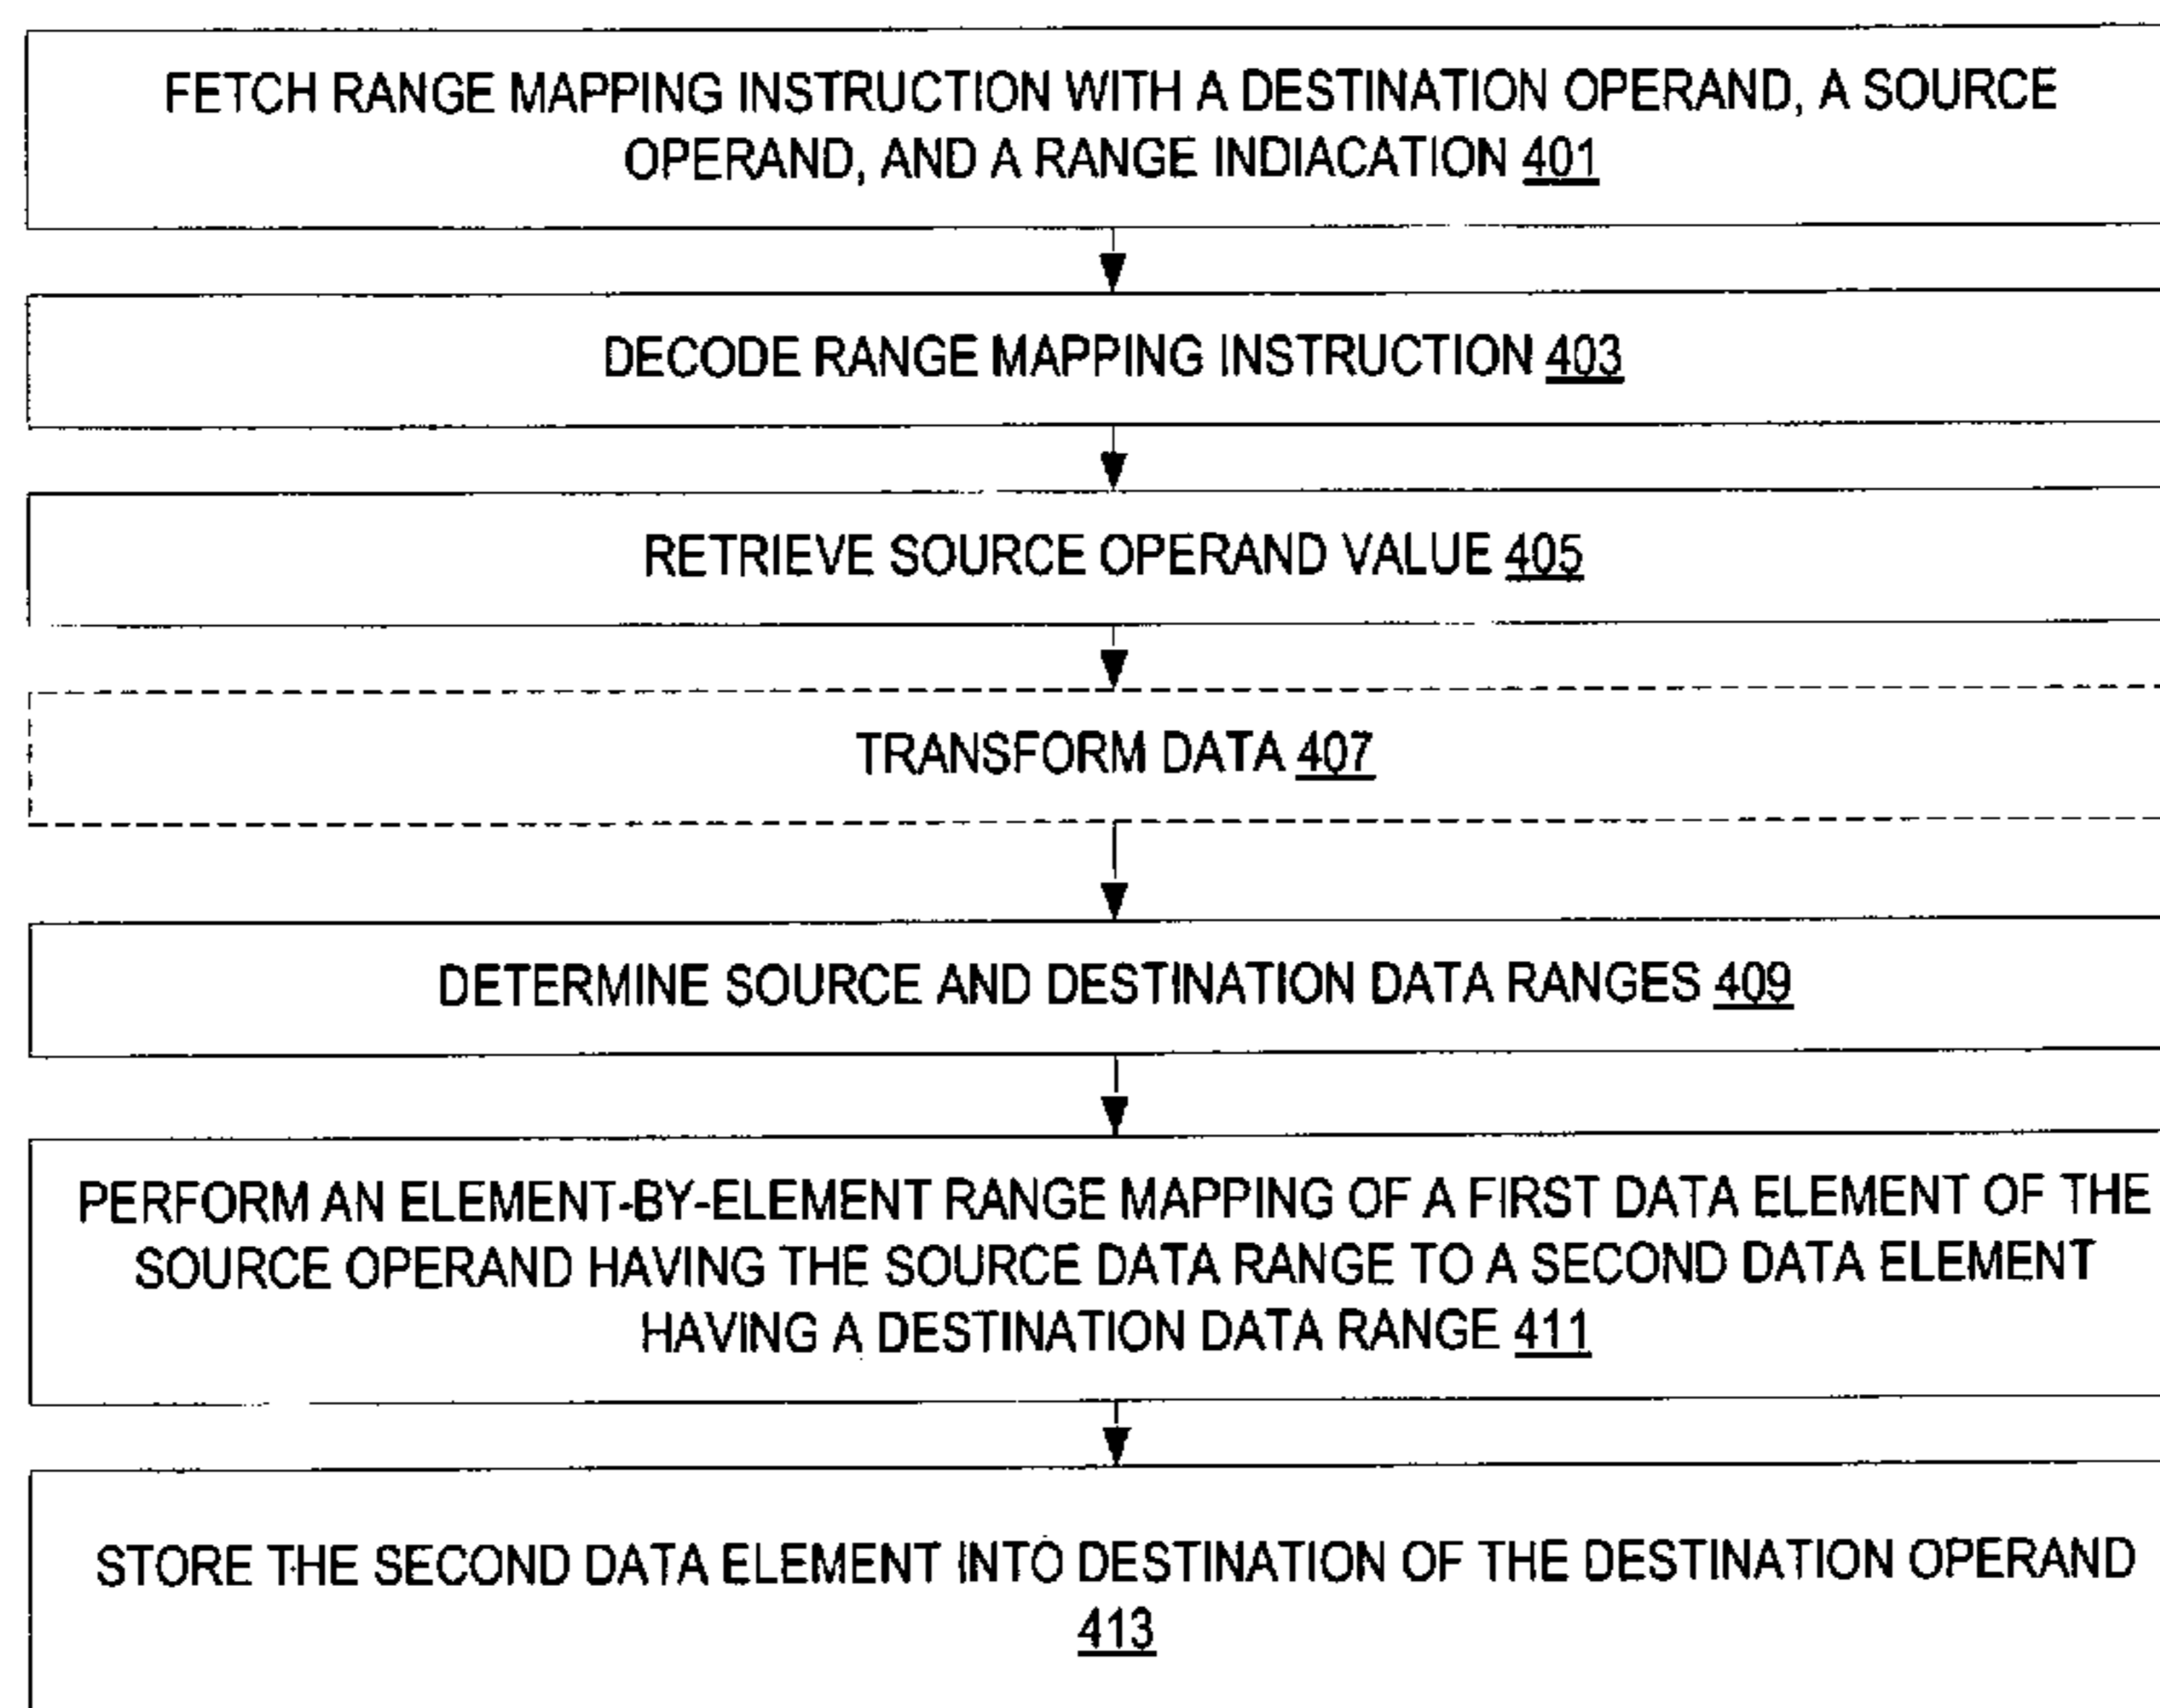 FETCH RANGE MAPPING INSTRUCTION WITH A DESTINATION OPERAND, A SOURCE
OPERAND, AND A RANGE INDIACATION 401
DECODE RANGE MAPPING INSTRUCTION 403
RETRIEVE SOURCE OPERAND VALUE 405
TRANSFORM DATA 407
DETERMINE SOURCE AND DESTINATION DATA RANGES 409
PERFORM AN ELEMENT-BY-ELEMENT RANGE MAPPING OF A FIRST DATA ELEMENT OF THE
SOURCE OPERAND HAVING THE SOURCE DATA RANGE TO A SECOND DATA ELEMENT
HAVING A DESTINATION DATA RANGE 411
STORE THE SECOND DATA ELEMENT INTO DESTINATION OF THE DESTINATION OPERAND
413